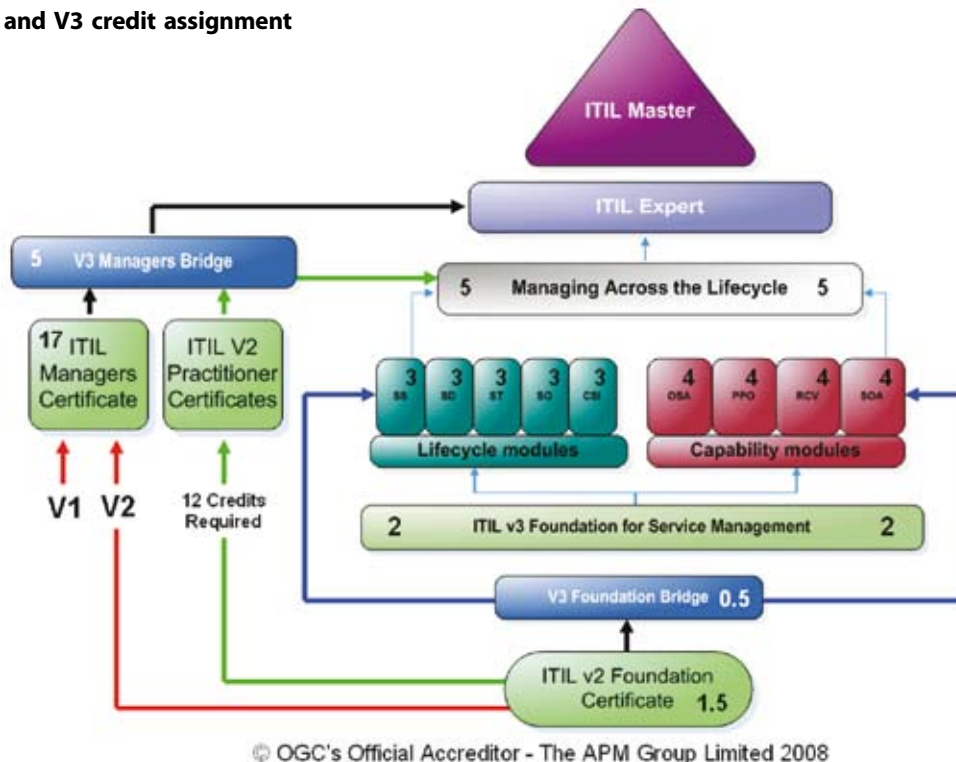 and V3 credit assignment
ITIL Master
ITIL Expert
5 V3 Managers Bridge
5 Managing Across the Lifecycle 5
17 ITIL
Managers
Certificate
ITIL V2
Practitioner
Certificates
3 3 3 3 3
SS SD ST SO CSI
Lifecycle modules
4 4 4 4
OSA PPO RCV SOA
Capability modules
V1 V2
12 Credits
Required
2 ITIL v3 Foundation for Service Management 2
V3 Foundation Bridge 0.5
ITIL v2 Foundation
Certificate 1.5
© OGC's Official Accreditor - The APM Group Limited 2008